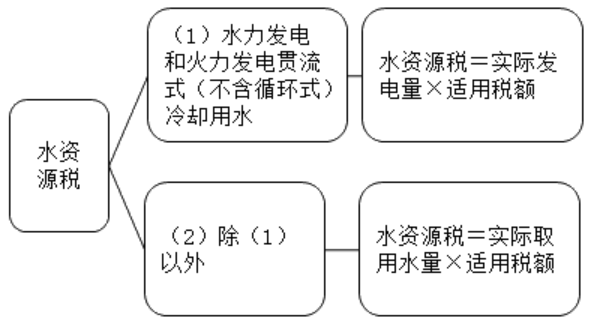 水资
源税
（1）水力发电
和火力发电贯流
式（不含循环式）
冷却用水
水资源税＝实际发
电量×适用税额
（2）除（1）
以外
水资源税＝实际取
用水量×适用税额